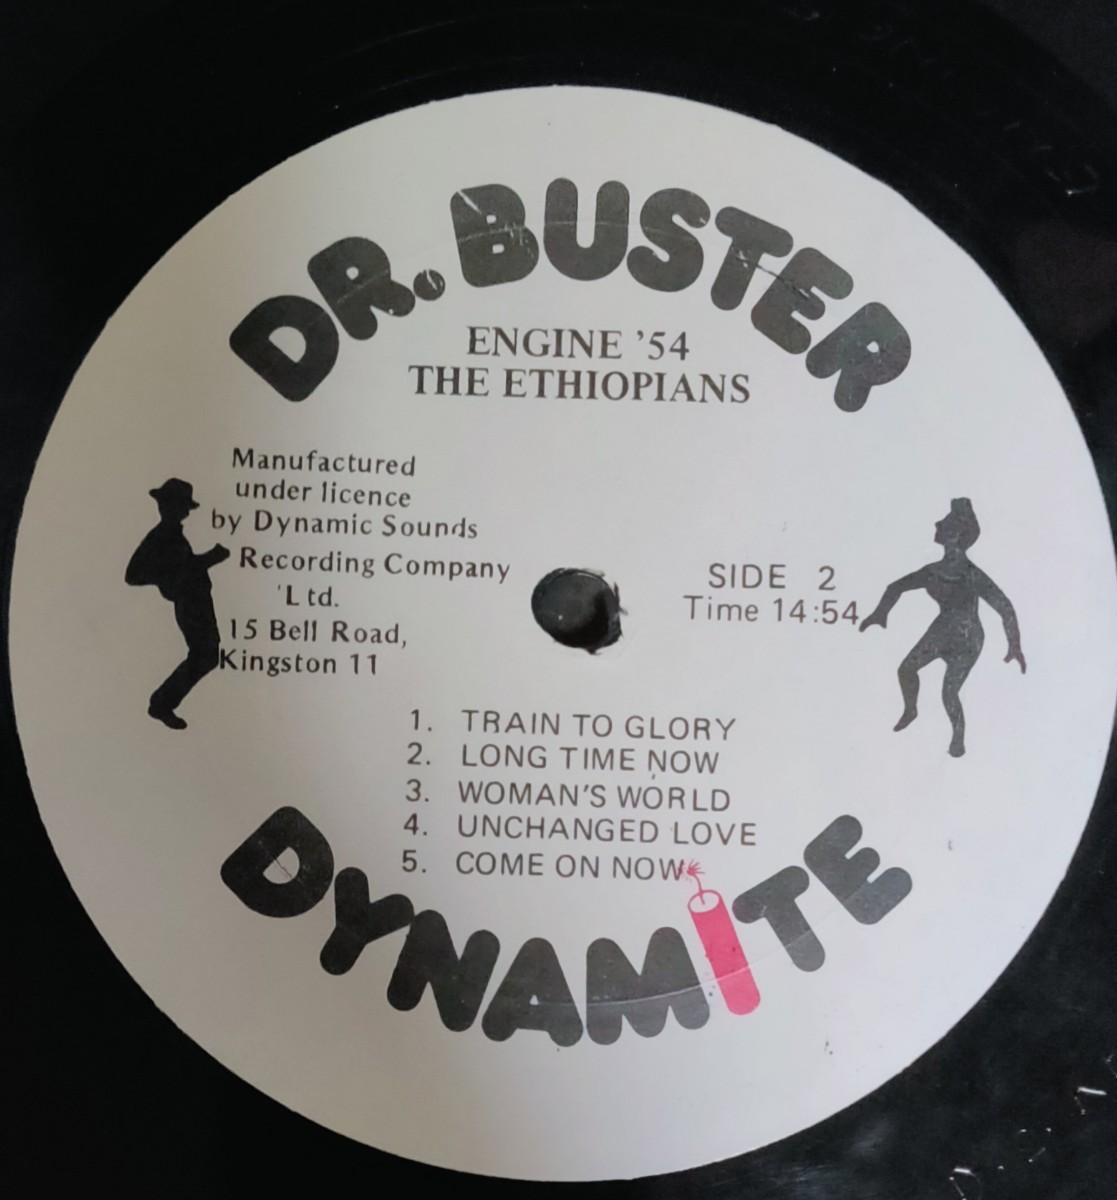 DR. BUSTER
ENGINE '54
THE ETHIOPIANS
Manufactured
under licence
by Dynamic Sounds
Recording Company
'Ltd.
15 Bell Road,
Kingston 11
SIDE 2
Time 14:54
1. TRAIN TO GLORY
2. LONG TIME NOW
3. WOMAN'S WORLD
4. UNCHANGED LOVE
5. COME ON NOW
DYNAMITE